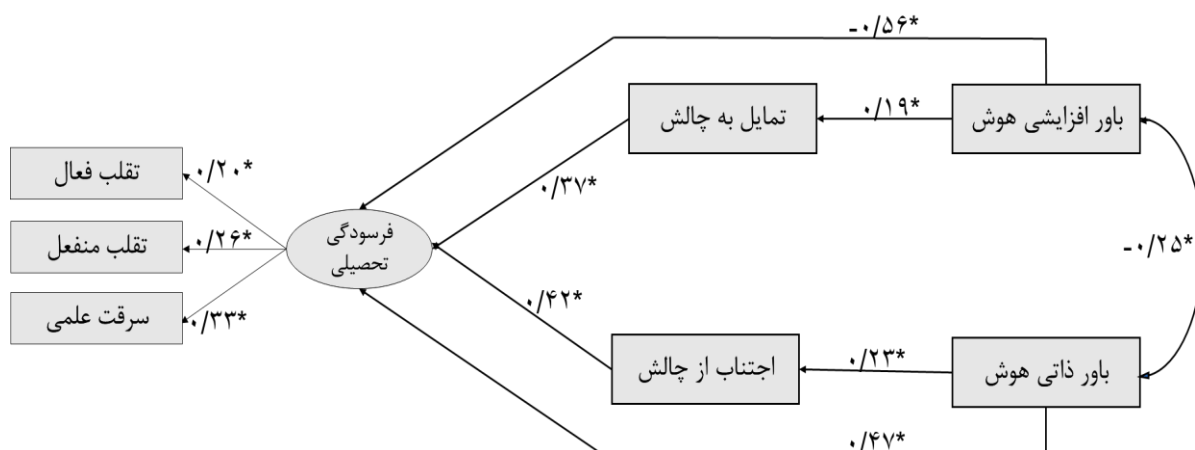 -۰/۵۶*
باور افزایشی هوش
۰/۱۹*
تمایل به چالش
۰/۳۷*
-۰/۲۵*
باور ذاتی هوش
۰/۲۳*
اجتناب از چالش
۰/۴۲*
۰/۴۷*
فرسودگی
تحصیلی
۰/۲۰*
تقلب فعال
۰/۲۶*
تقلب منفعل
۰/۳۳*
سرقت علمی